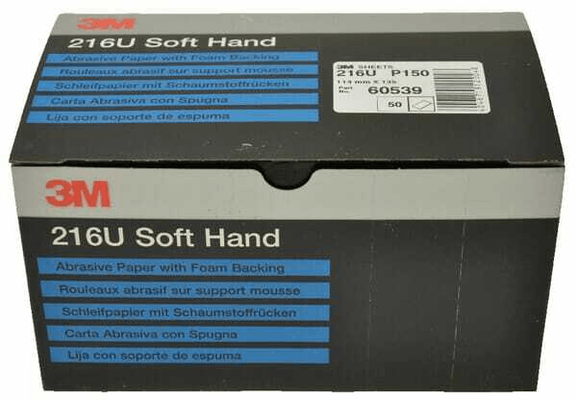 3M
216U Soft Hand
Abrasive Paper with Foam Backing
Rouleaux abrasif sur support mousse
Schleifpapier mit Schaumstoffrücken
Carta Abrasiva con Spugna
Lija con soporte de espuma
3M SHEETS
216U P150
114 mm X 135
Part No. 60539
50
3M
216U Soft Hand
Abrasive Paper with Foam Backing
Rouleaux abrasif sur support mousse
Schleifpapier mit Schaumstoffrücken
Carta Abrasiva con Spugna
Lija con soporte de espuma